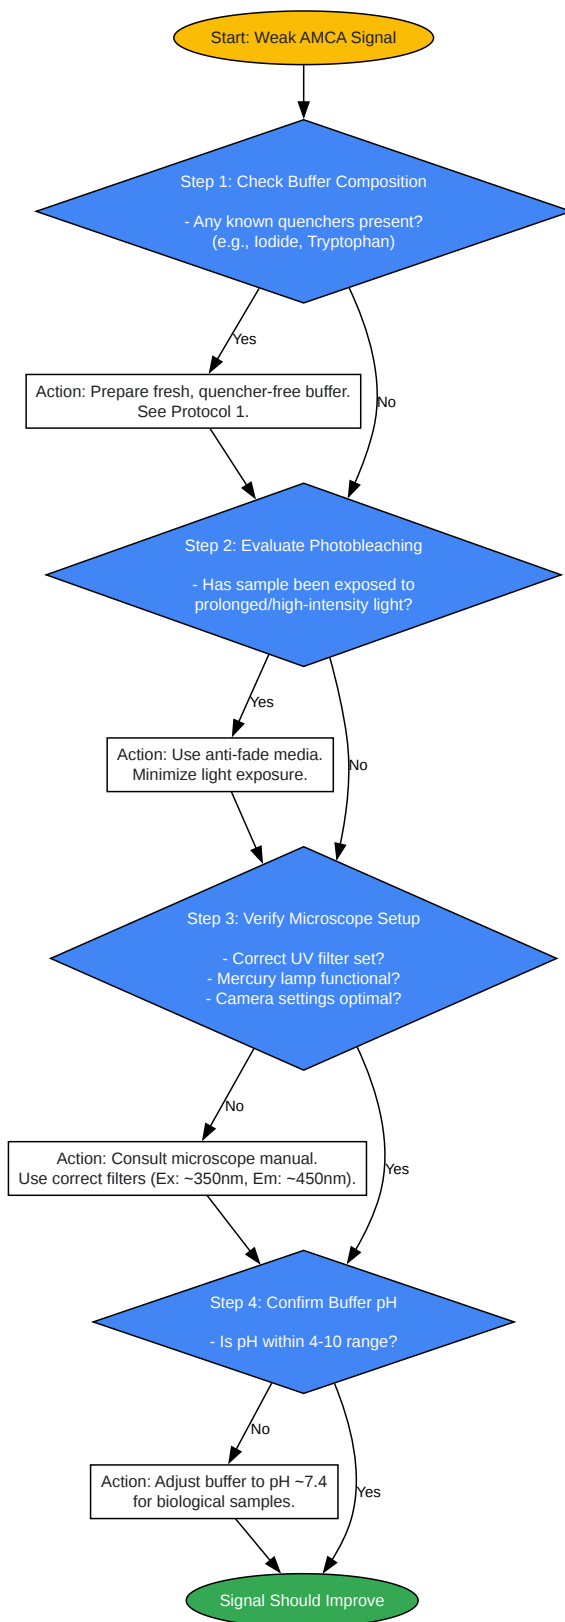 Start: Weak AMCA Signal
Step 1: Check Buffer Composition
- Any known quenchers present?
(e.g., Iodide, Tryptophan)
Yes
Action: Prepare fresh, quencher-free buffer.
See Protocol 1.
No
Step 2: Evaluate Photobleaching
- Has sample been exposed to
prolonged/high-intensity light?
Yes
Action: Use anti-fade media.
Minimize light exposure.
No
Step 3: Verify Microscope Setup
- Correct UV filter set?
- Mercury lamp functional?
- Camera settings optimal?
No
Action: Consult microscope manual.
Use correct filters (Ex: ~350nm, Em: ~450nm).
Yes
Step 4: Confirm Buffer pH
- Is pH within 4-10 range?
No
Action: Adjust buffer to pH ~7.4
for biological samples.
Yes
Signal Should Improve